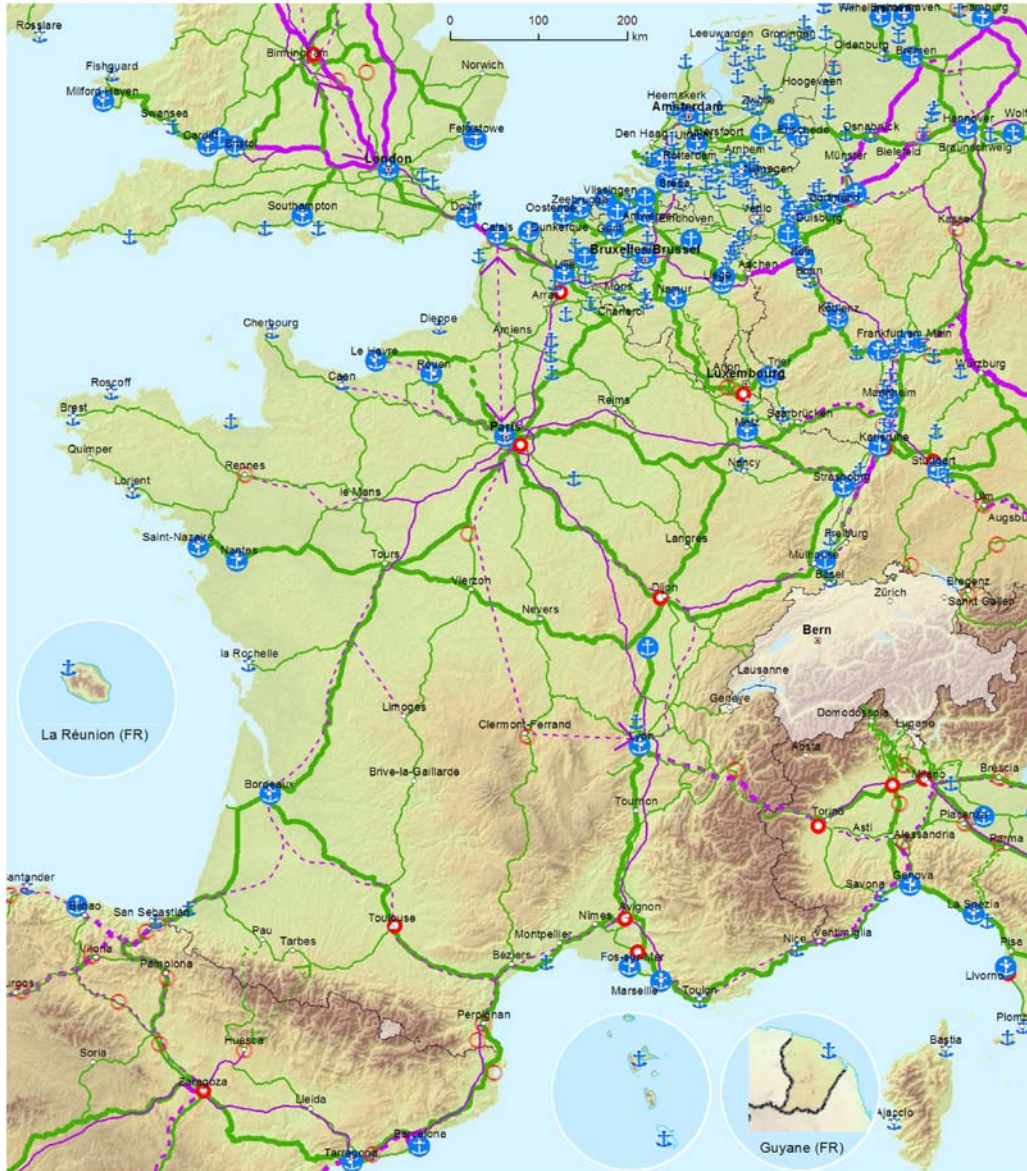 Rosslare
Birmingham
Fishguard
Milford Haven
Swansea
Cardiff
Bristol
Norwich
Felixstowe
London
Southampton
Dover
0 100 200
km
Leeuwarden
Groningen
Hamburg
Oldenburg
Bremen
Hoogeveen
Heemskerk
Amsterdam
Zwolle
Den Haag
Utrecht
Amersfoort
Enschede
Osnabrück
Hannover
Braunschweig
Bielefeld
Münster
Arnhem
Nijmegen
Rotterdam
Breda
Vlissingen
Zeebrugge
Oostende
Antwerpen
Eindhoven
Venlo
Dortmund
Duisburg
Kassel
Calais
Dunkerque
Gent
Bruxelles/Brussel
Aachen
Köln
Bonn
Lille
Mons
Namur
Liège
Arras
Charleroi
Koblenz
Frankfurt am Main
Würzburg
Cherbourg
Dieppe
Amiens
Le Havre
Rouen
Caen
Arlon
Luxembourg
Trier
Mannheim
Roscoff
Brest
Quimper
Lorient
Rennes
le Mans
Paris
Reims
Metz
Saarbrücken
Karlsruhe
Nancy
Strasbourg
Stuttgart
Ulm
Augsburg
Saint-Nazaire
Nantes
Tours
Vierzon
Nevers
Langres
Dijon
Freiburg
Mulhouse
Basel
Bregenz
Zürich
Sankt Gallen
Bern
Lausanne
Genève
la Rochelle
Limoges
Clermont-Ferrand
Lyon
Domodossola
Lugano
Aosta
La Réunion (FR)
Brive-la-Gaillarde
Bordeaux
Tournon
Torino
Milano
Brescia
Asti
Piacenza
Alessandria
Parma
Genova
Savona
La Spezia
Santander
Bilbao
San Sebastián
Vitoria
Pamplona
Burgos
Pau
Tarbes
Toulouse
Montpellier
Béziers
Nîmes
Avignon
Fos-sur-Mer
Marseille
Toulon
Nice
Ventimiglia
Pisa
Livorno
Soria
Huesca
Zaragoza
Lleida
Perpignan
Barcelona
Tarragona
Bastia
Ajaccio
Guyane (FR)